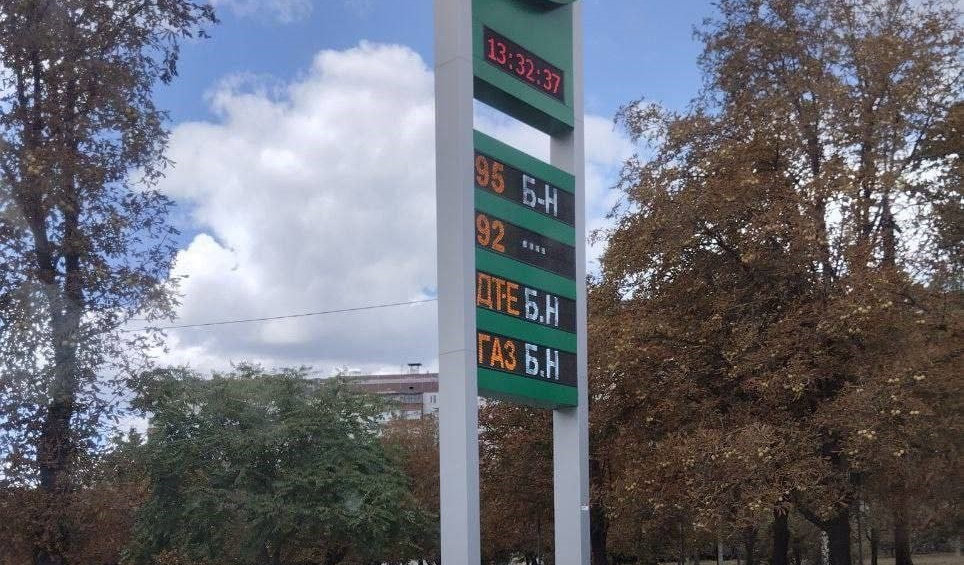 13:32:37
95 Б-Н
92 ....
ДТЕ Б.Н
ГАЗ Б.Н